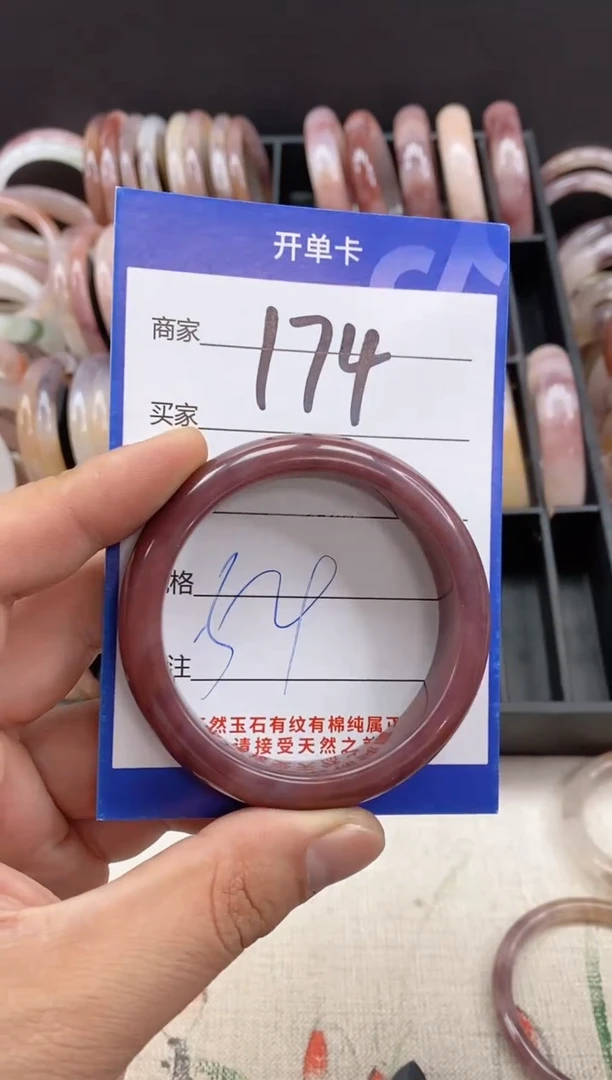 开单卡
商家 174
买家
格 54
注
然玉石有纹有棉纯属正
请接受天然之